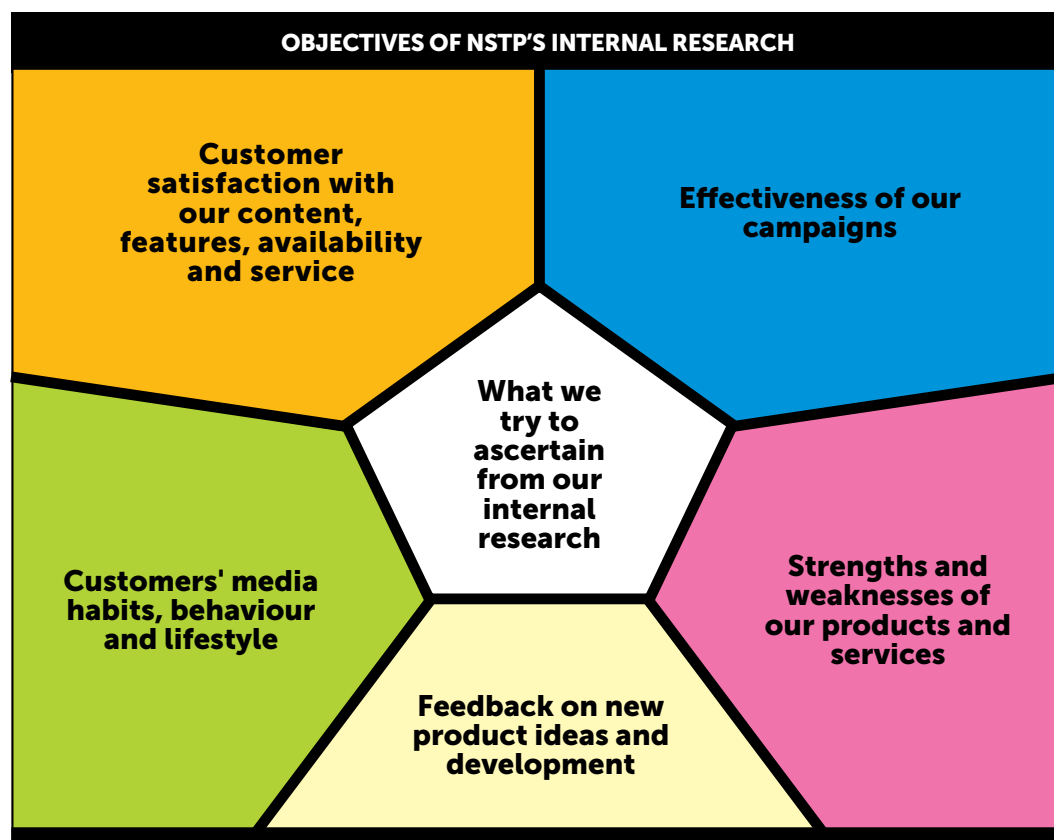 OBJECTIVES OF NSTP'S INTERNAL RESEARCH
Customer
satisfaction with
our content,
features, availability
and service
Effectiveness of our
campaigns
What we
try to
ascertain
from our
internal
research
Customers' media
habits, behaviour
and lifestyle
Strengths and
weaknesses of
our products and
services
Feedback on new
product ideas and
development